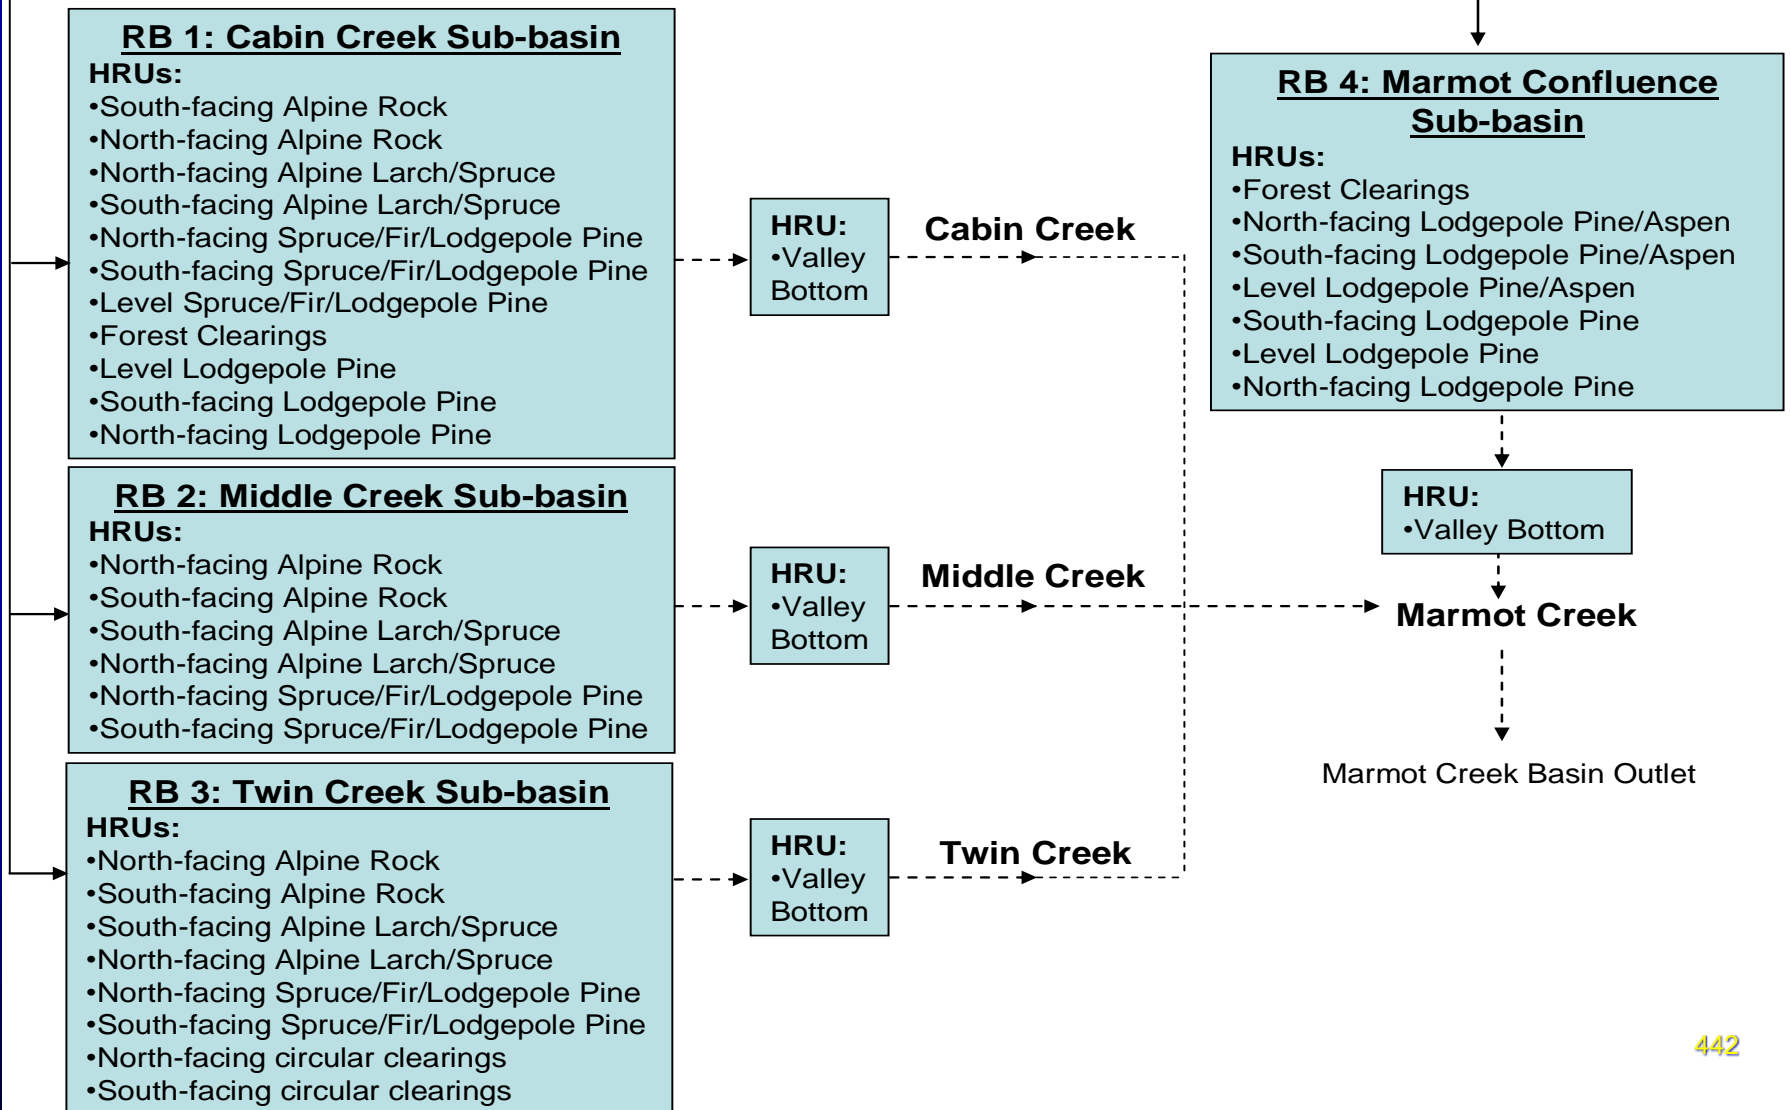 RB 1: Cabin Creek Sub-basin
HRUs:
•South-facing Alpine Rock
•North-facing Alpine Rock
•North-facing Alpine Larch/Spruce
•South-facing Alpine Larch/Spruce
•North-facing Spruce/Fir/Lodgepole Pine
•South-facing Spruce/Fir/Lodgepole Pine
•Level Spruce/Fir/Lodgepole Pine
•Forest Clearings
•Level Lodgepole Pine
•South-facing Lodgepole Pine
•North-facing Lodgepole Pine
HRU:
•Valley
Bottom
Cabin Creek
RB 2: Middle Creek Sub-basin
HRUs:
•North-facing Alpine Rock
•South-facing Alpine Rock
•South-facing Alpine Larch/Spruce
•North-facing Alpine Larch/Spruce
•North-facing Spruce/Fir/Lodgepole Pine
•South-facing Spruce/Fir/Lodgepole Pine
HRU:
•Valley
Bottom
Middle Creek
RB 3: Twin Creek Sub-basin
HRUs:
•North-facing Alpine Rock
•South-facing Alpine Rock
•South-facing Alpine Larch/Spruce
•North-facing Alpine Larch/Spruce
•North-facing Spruce/Fir/Lodgepole Pine
•South-facing Spruce/Fir/Lodgepole Pine
•North-facing circular clearings
•South-facing circular clearings
HRU:
•Valley
Bottom
Twin Creek
RB 4: Marmot Confluence
Sub-basin
HRUs:
•Forest Clearings
•North-facing Lodgepole Pine/Aspen
•South-facing Lodgepole Pine/Aspen
•Level Lodgepole Pine/Aspen
•South-facing Lodgepole Pine
•Level Lodgepole Pine
•North-facing Lodgepole Pine
HRU:
•Valley Bottom
Marmot Creek
Marmot Creek Basin Outlet
442